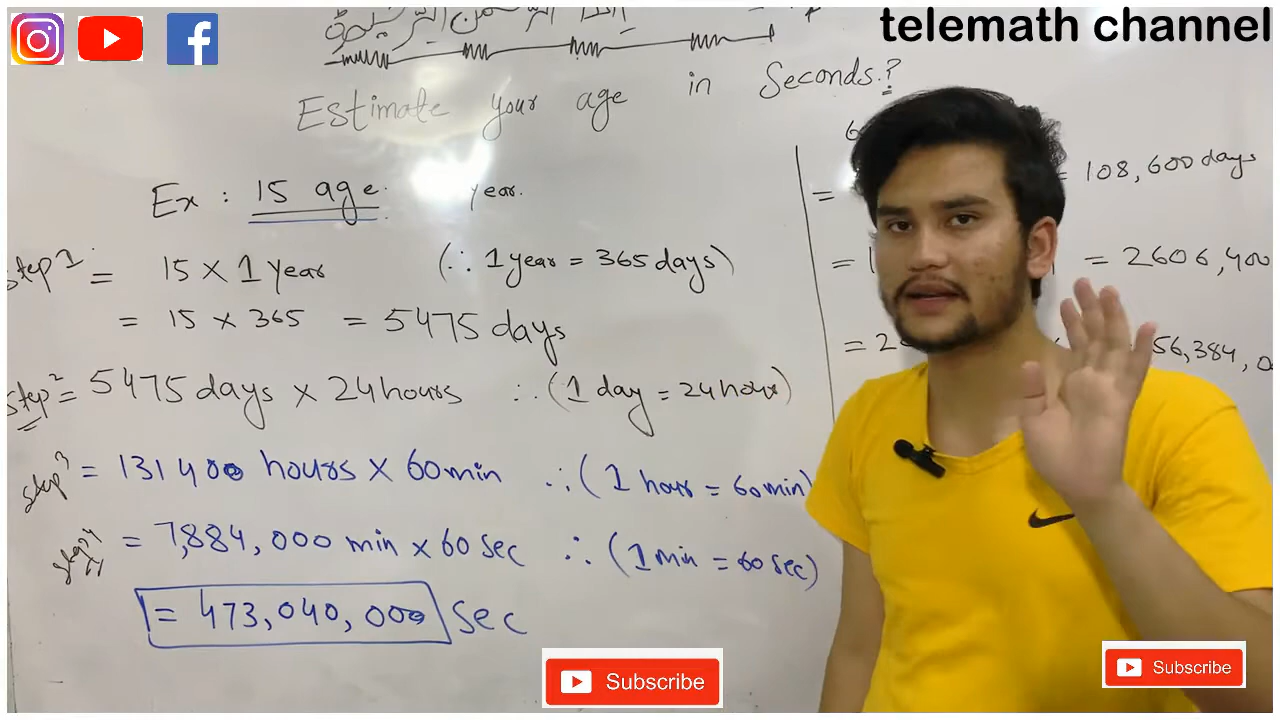 telemath channel
Estimate your age in Seconds.?
Ex : 15 age. year.
Step 1 = 15 × 1 year (∴ 1 year = 365 days)
= 15 × 365 = 5475 days
Step 2 = 5475 days × 24 hours ∴ (1 day = 24 hour)
Step 3 = 131400 hours × 60 min ∴ (1 hour = 60 min)
Step 4 = 7,884,000 min × 60 sec ∴ (1 min = 60 sec)
= 473,040,000 Sec
= 108,600 days
= 2606,400
56,384,0
Subscribe
Subscribe